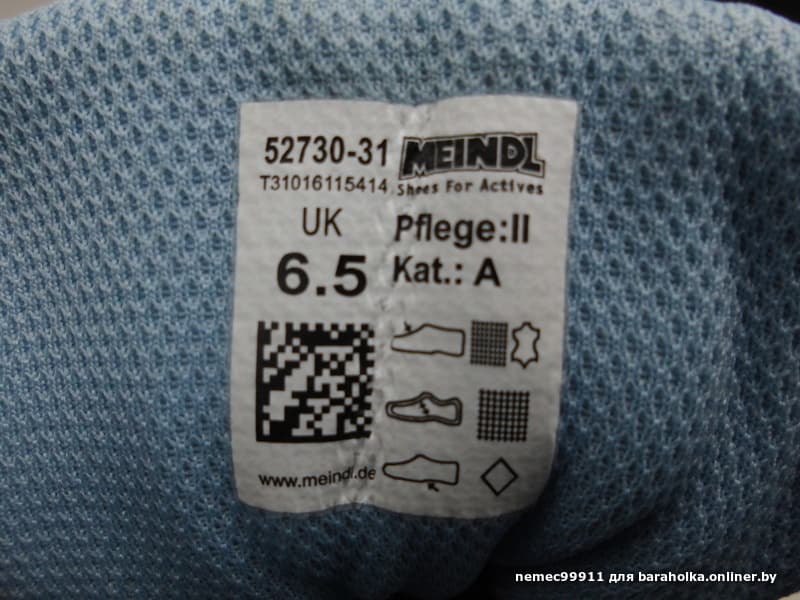 52730-31 MEINDL
T31016115414 Shoes For Actives
UK Pflege:II
6.5 Kat.: A
www.meindl.de
nemec99911 для baraholka.onliner.by